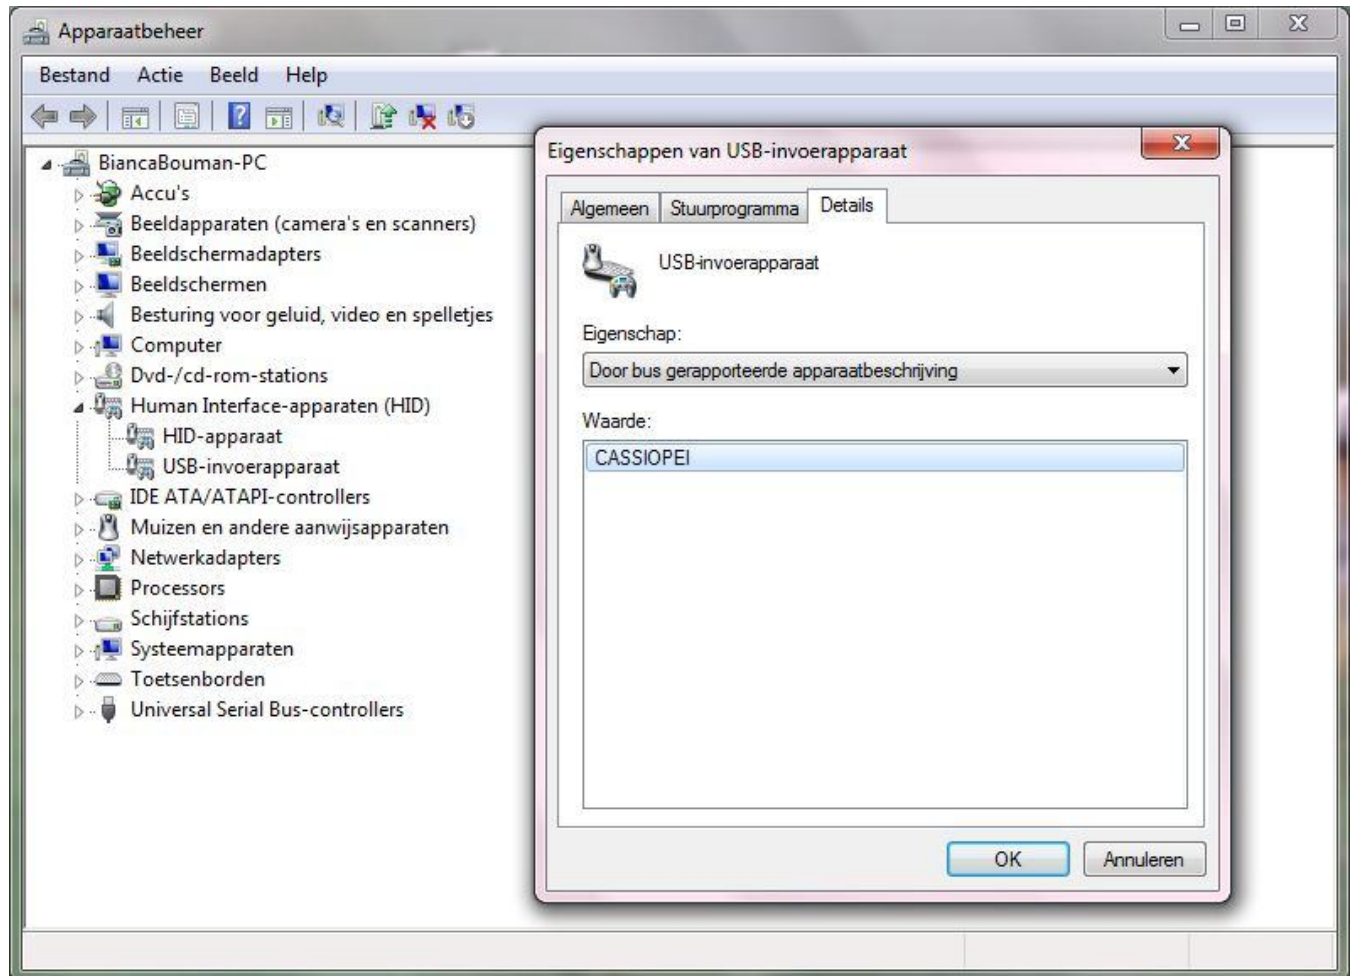 Apparaatbeheer
Bestand Actie Beeld Help
BiancaBouman-PC
Accu's
Beeldapparaten (camera's en scanners)
Beeldschermadapters
Beeldschermen
Besturing voor geluid, video en spelletjes
Computer
Dvd-/cd-rom-stations
Human Interface-apparaten (HID)
HID-apparaat
USB-invoerapparaat
IDE ATA/ATAPI-controllers
Muizen en andere aanwijsapparaten
Netwerkadapters
Processors
Schijfstations
Systeemapparaten
Toetsenborden
Universal Serial Bus-controllers
Eigenschappen van USB-invoerapparaat
Algemeen Stuurprogramma Details
USB-invoerapparaat
Eigenschap:
Door bus gerapporteerde apparaatbeschrijving
Waarde:
CASSIOPEI
OK Annuleren